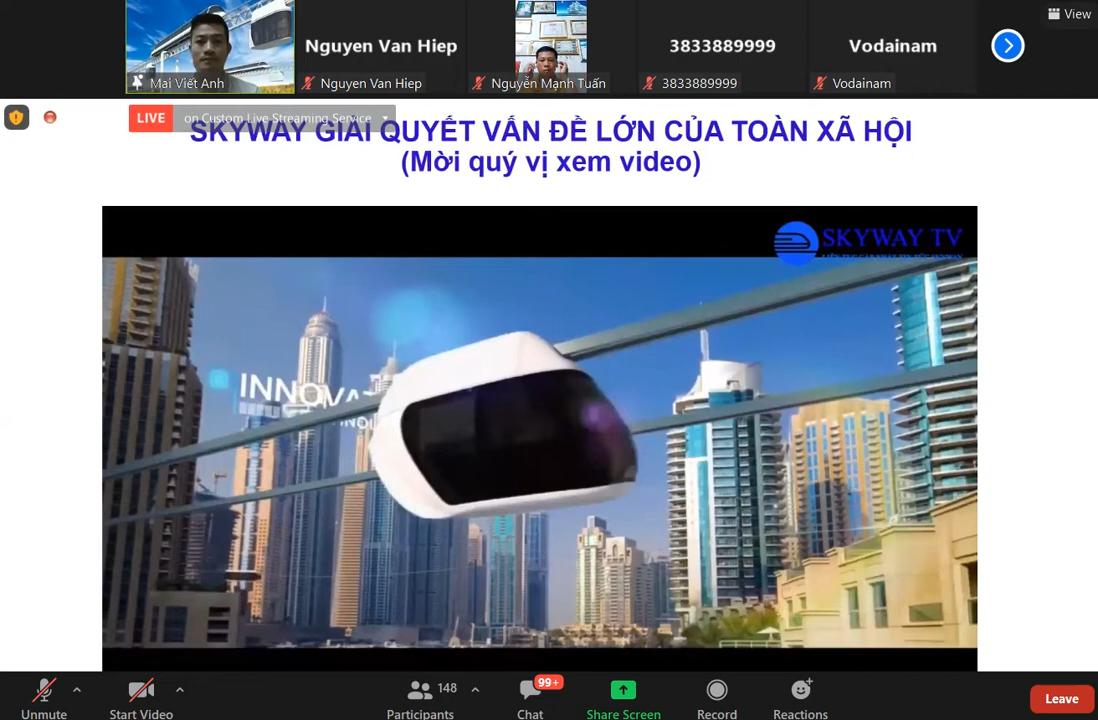 View
Nguyen Van Hiep
3833889999
Vodainam
Mai Viết Anh
Nguyen Van Hiep
Nguyễn Mạnh Tuấn
3833889999
Vodainam
LIVE on Custom Live Streaming Service
SKYWAY GIẢI QUYẾT VẤN ĐỀ LỚN CỦA TOÀN XÃ HỘI
(Mời quý vị xem video)
SKYWAY TV
148
99+
Unmute
Start Video
Participants
Chat
Share Screen
Record
Reactions
Leave